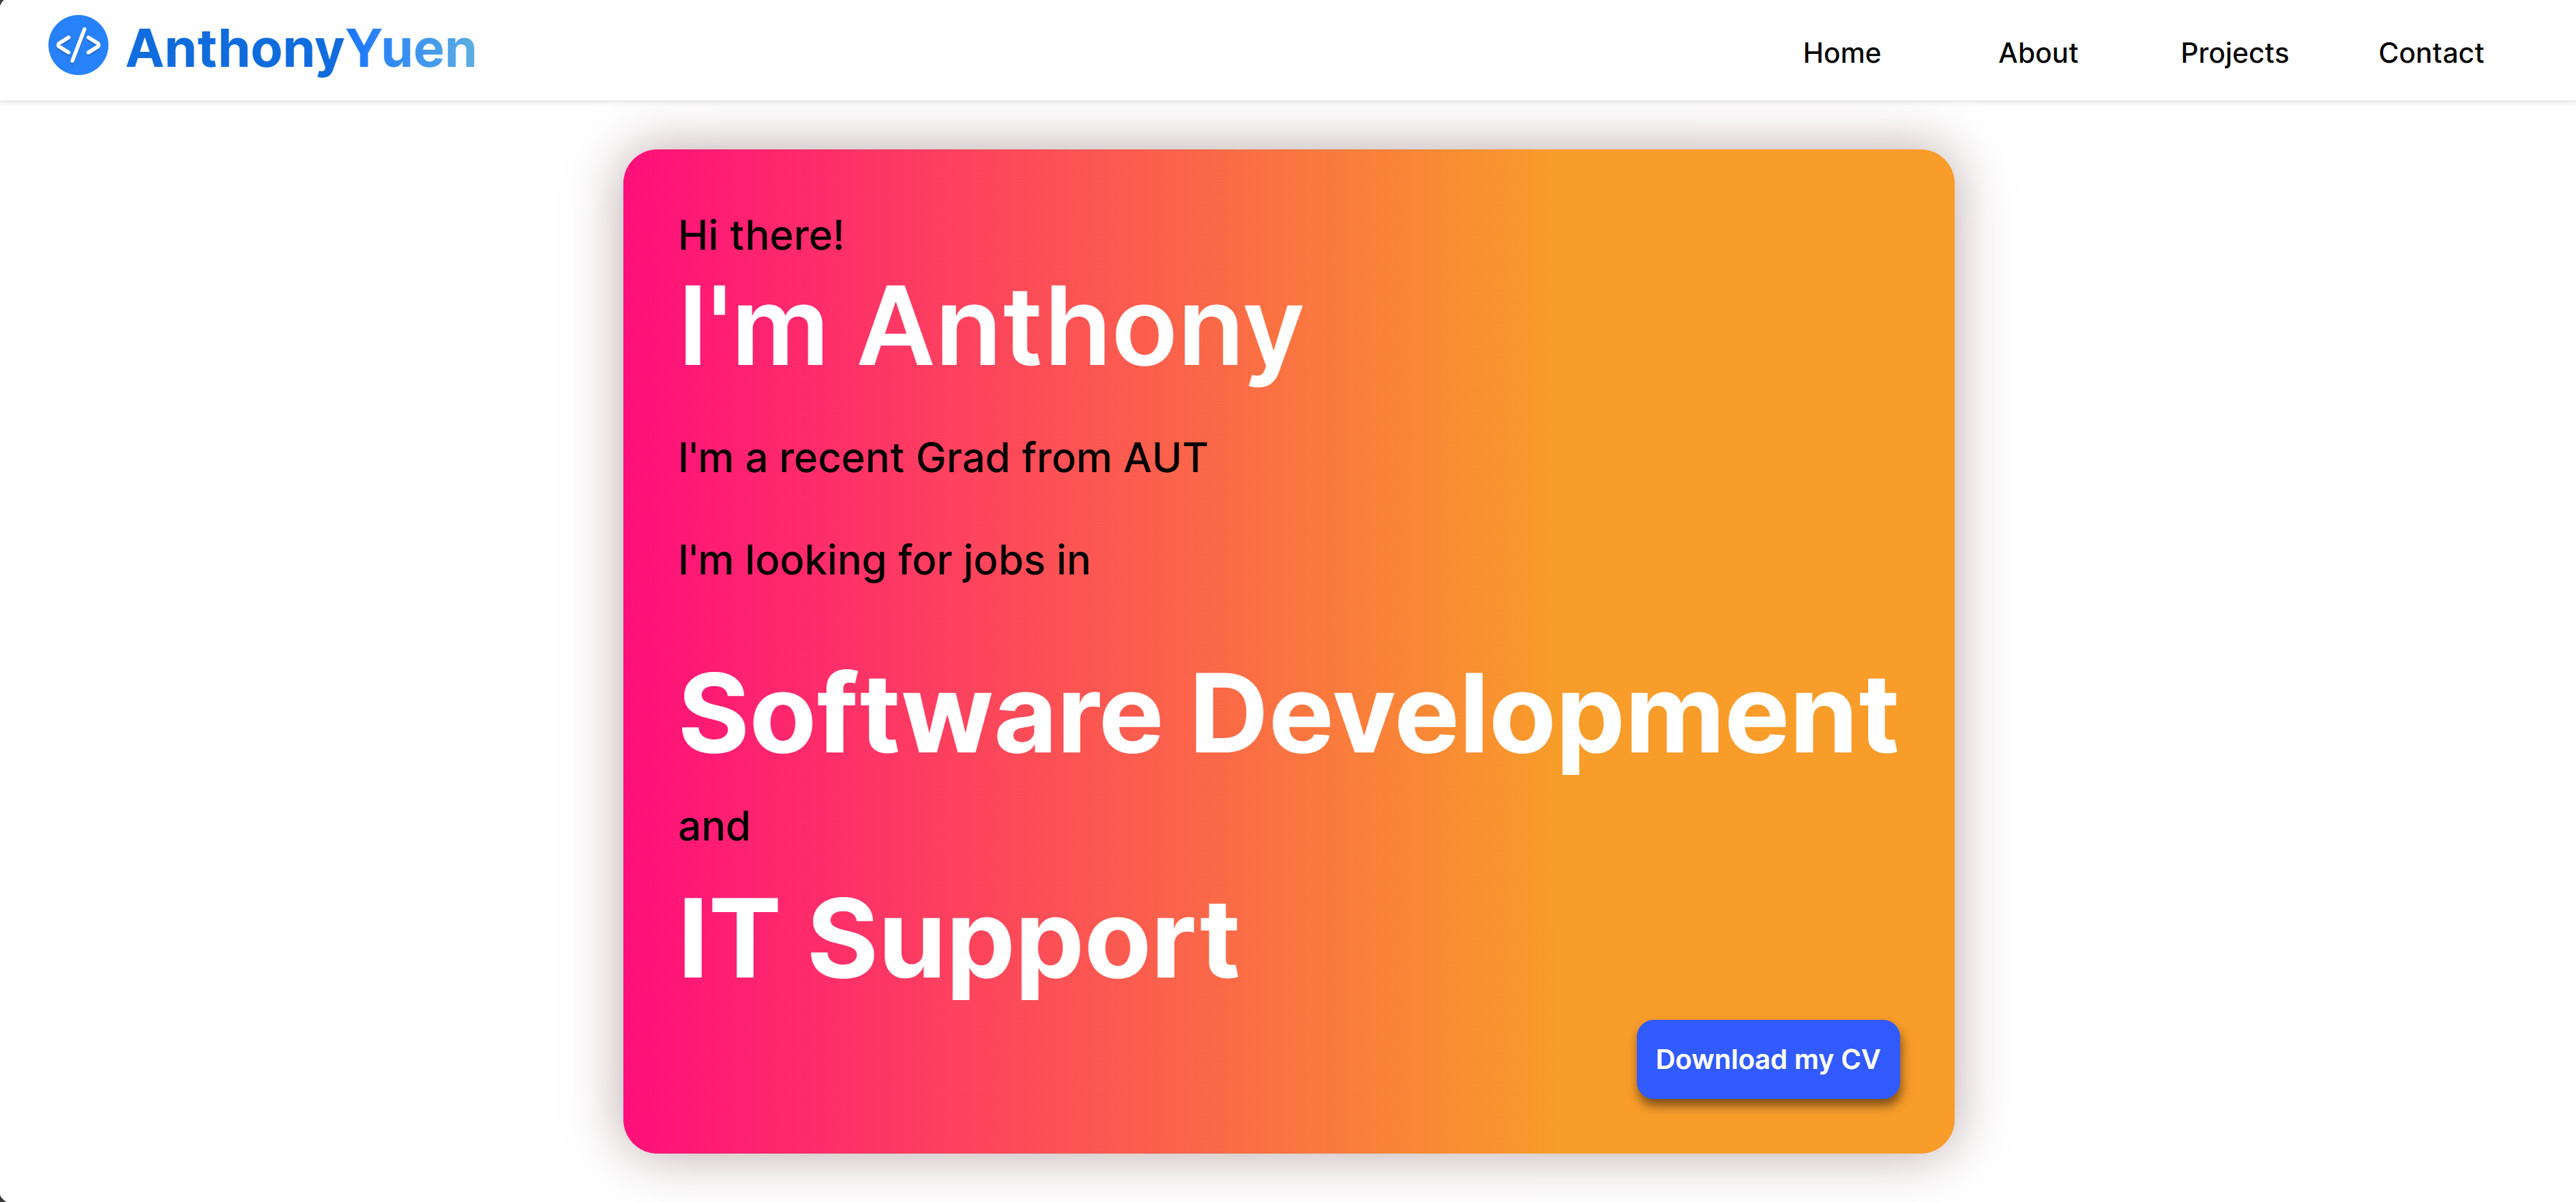 </> AnthonyYuen
Home About Projects Contact
Hi there!
I'm Anthony
I'm a recent Grad from AUT
I'm looking for jobs in
Software Development
and
IT Support
Download my CV